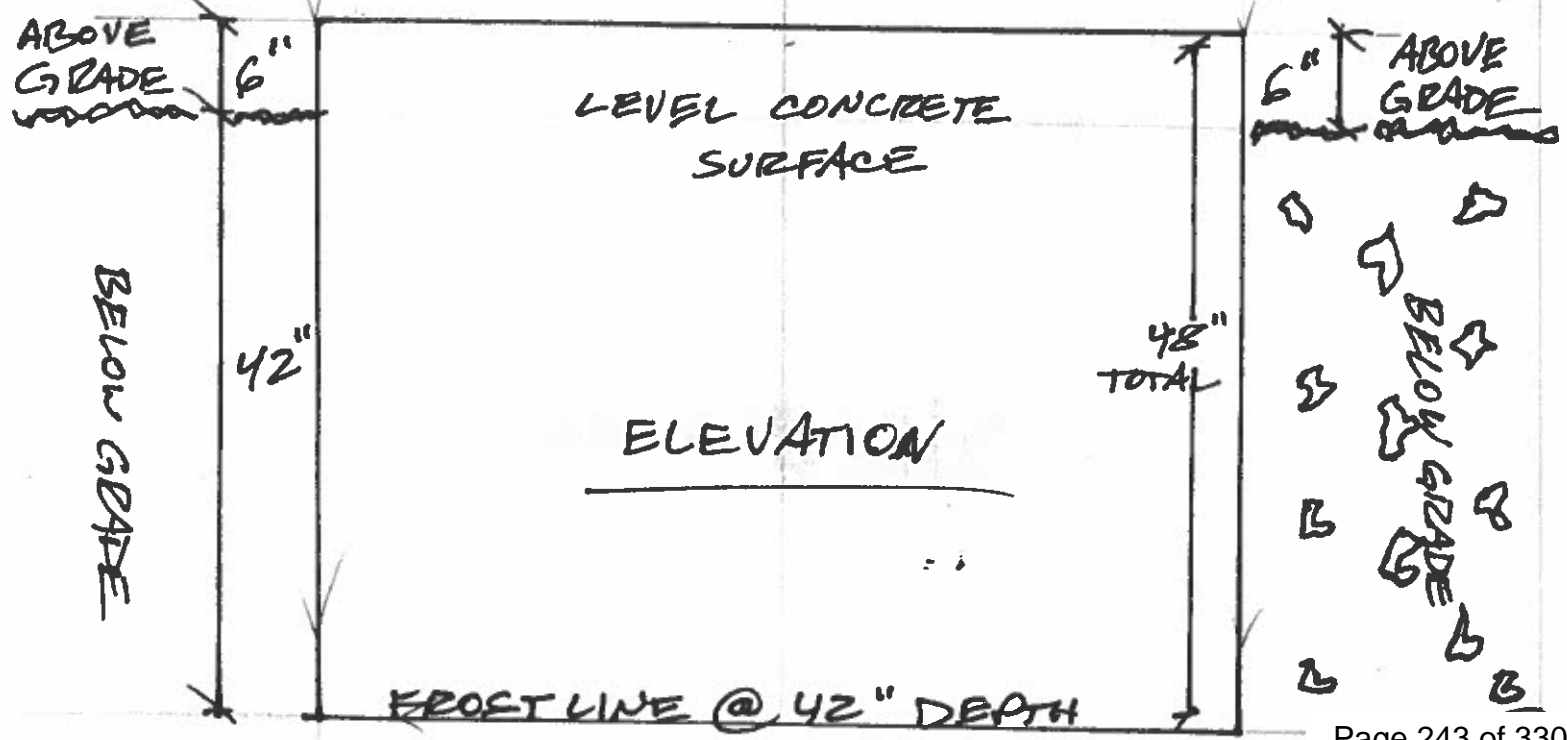 ABOVE
GRADE
6"
LEVEL CONCRETE
SURFACE
6"
ABOVE
GRADE
BELOW GRADE
42"
48"
TOTAL
BELOW GRADE
ELEVATION
FROST LINE @ 42" DEPTH
Page 243 of 330